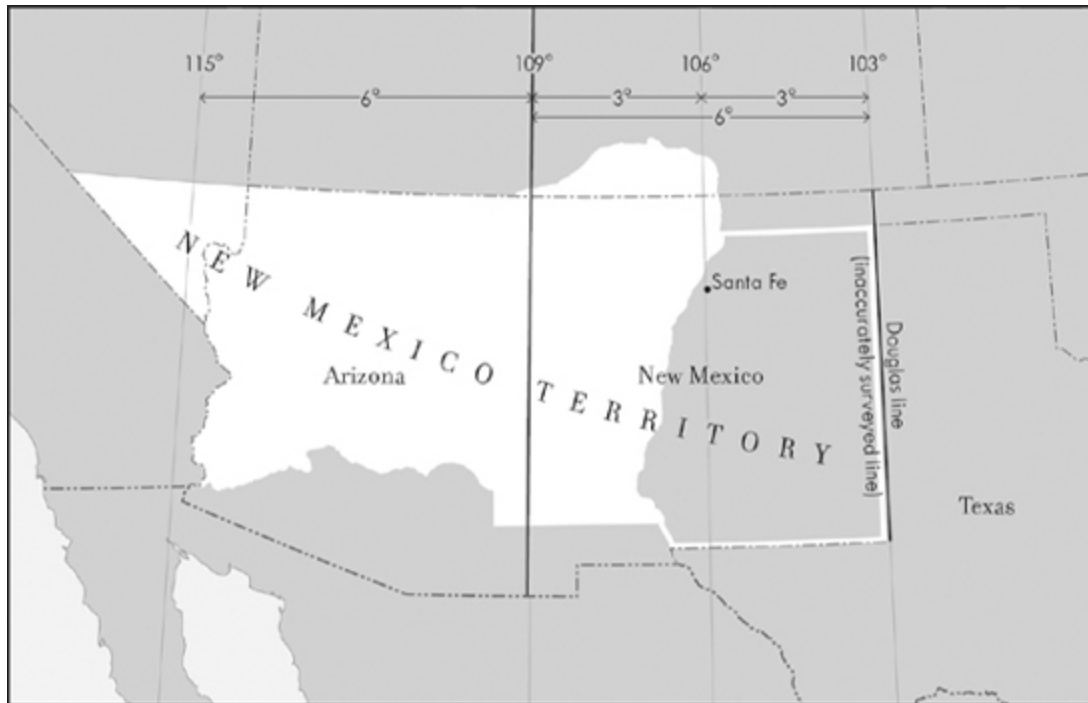 115°
109°
106°
103°
6°
3°
3°
6°
NEW MEXICO TERRITORY
Santa Fe
Arizona
New Mexico
(inaccurately surveyed line)
Douglas line
Texas